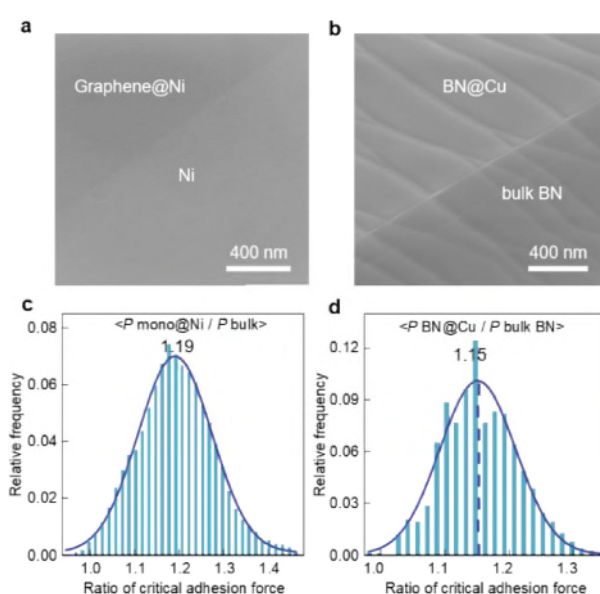 a
Graphene@Ni
Ni
400 nm
b
BN@Cu
bulk BN
400 nm
c
<P mono@Ni / P bulk>
1.19
0.08
0.06
0.04
0.02
0.00
Relative frequency
1.0 1.1 1.2 1.3 1.4
Ratio of critical adhesion force
d
<P BN@Cu / P bulk BN>
1.15
0.12
0.09
0.06
0.03
0.00
Relative frequency
1.0 1.1 1.2 1.3
Ratio of critical adhesion force